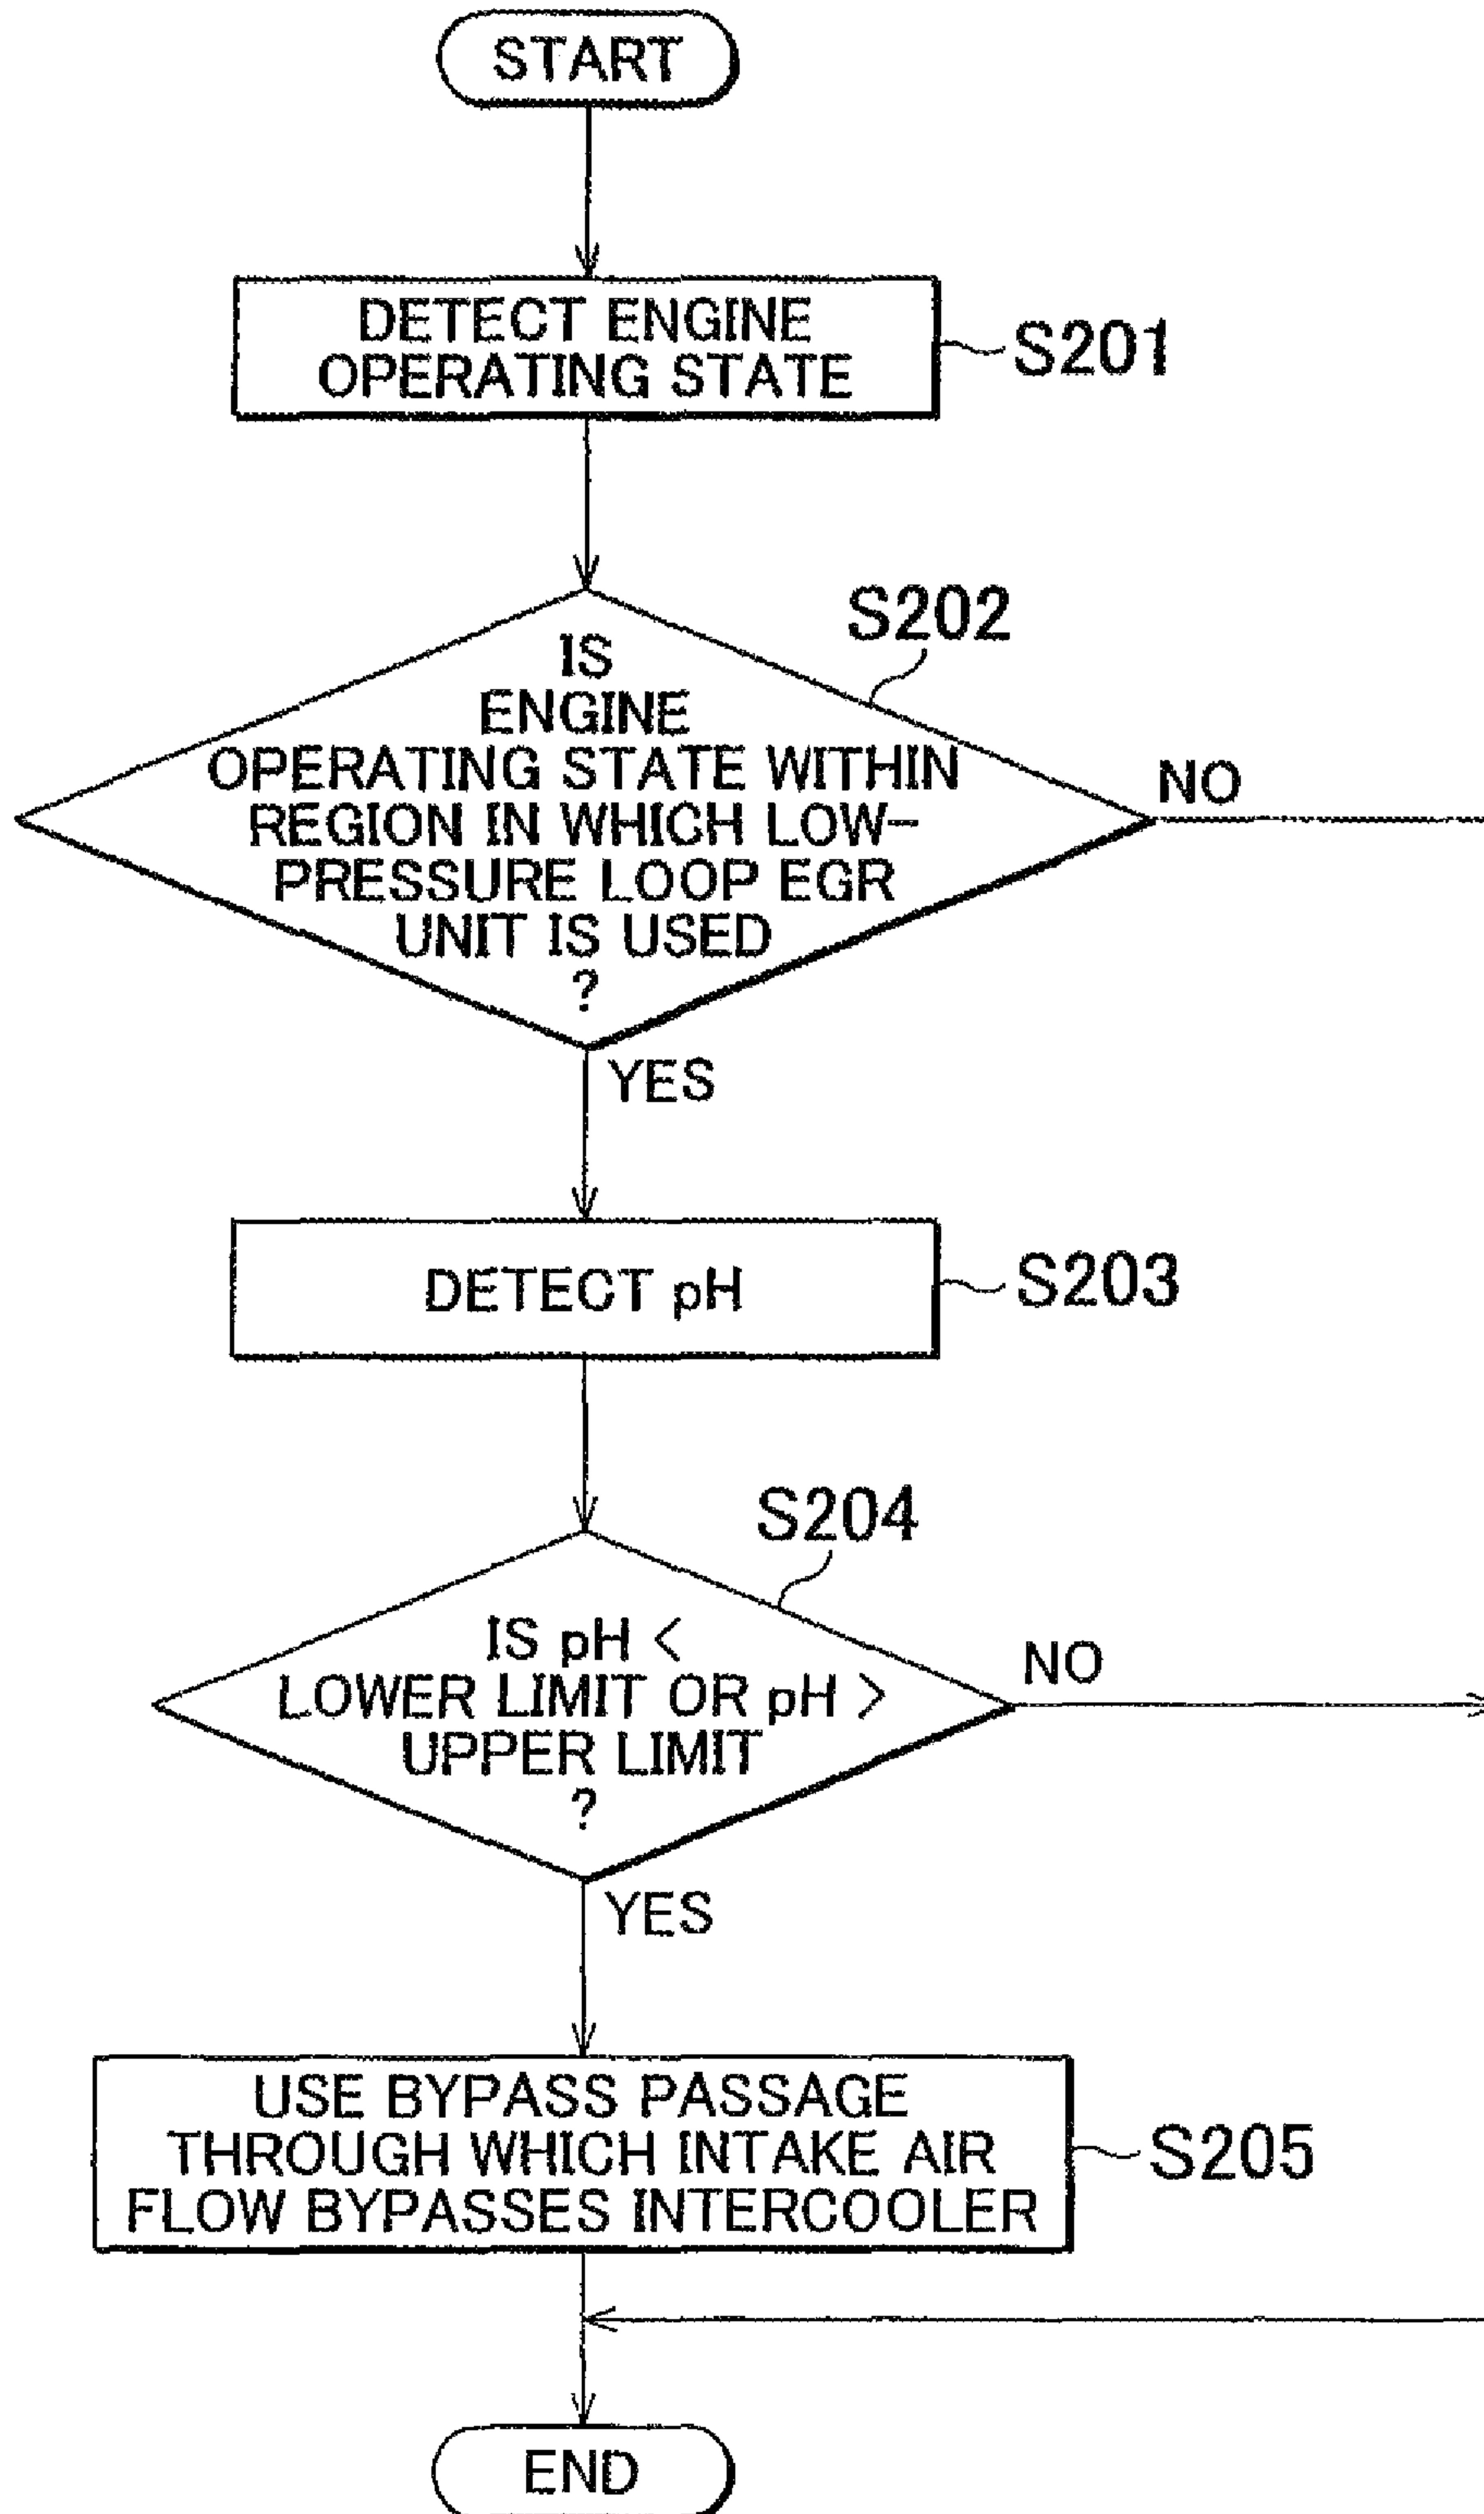 START
DETECT ENGINE
OPERATING STATE
S201
S202
IS
ENGINE
OPERATING STATE WITHIN
REGION IN WHICH LOW-
PRESSURE LOOP EGR
UNIT IS USED
?
NO
YES
DETECT pH
S203
S204
IS pH <
LOWER LIMIT OR pH >
UPPER LIMIT
?
NO
YES
USE BYPASS PASSAGE
THROUGH WHICH INTAKE AIR
FLOW BYPASSES INTERCOOLER
S205
END